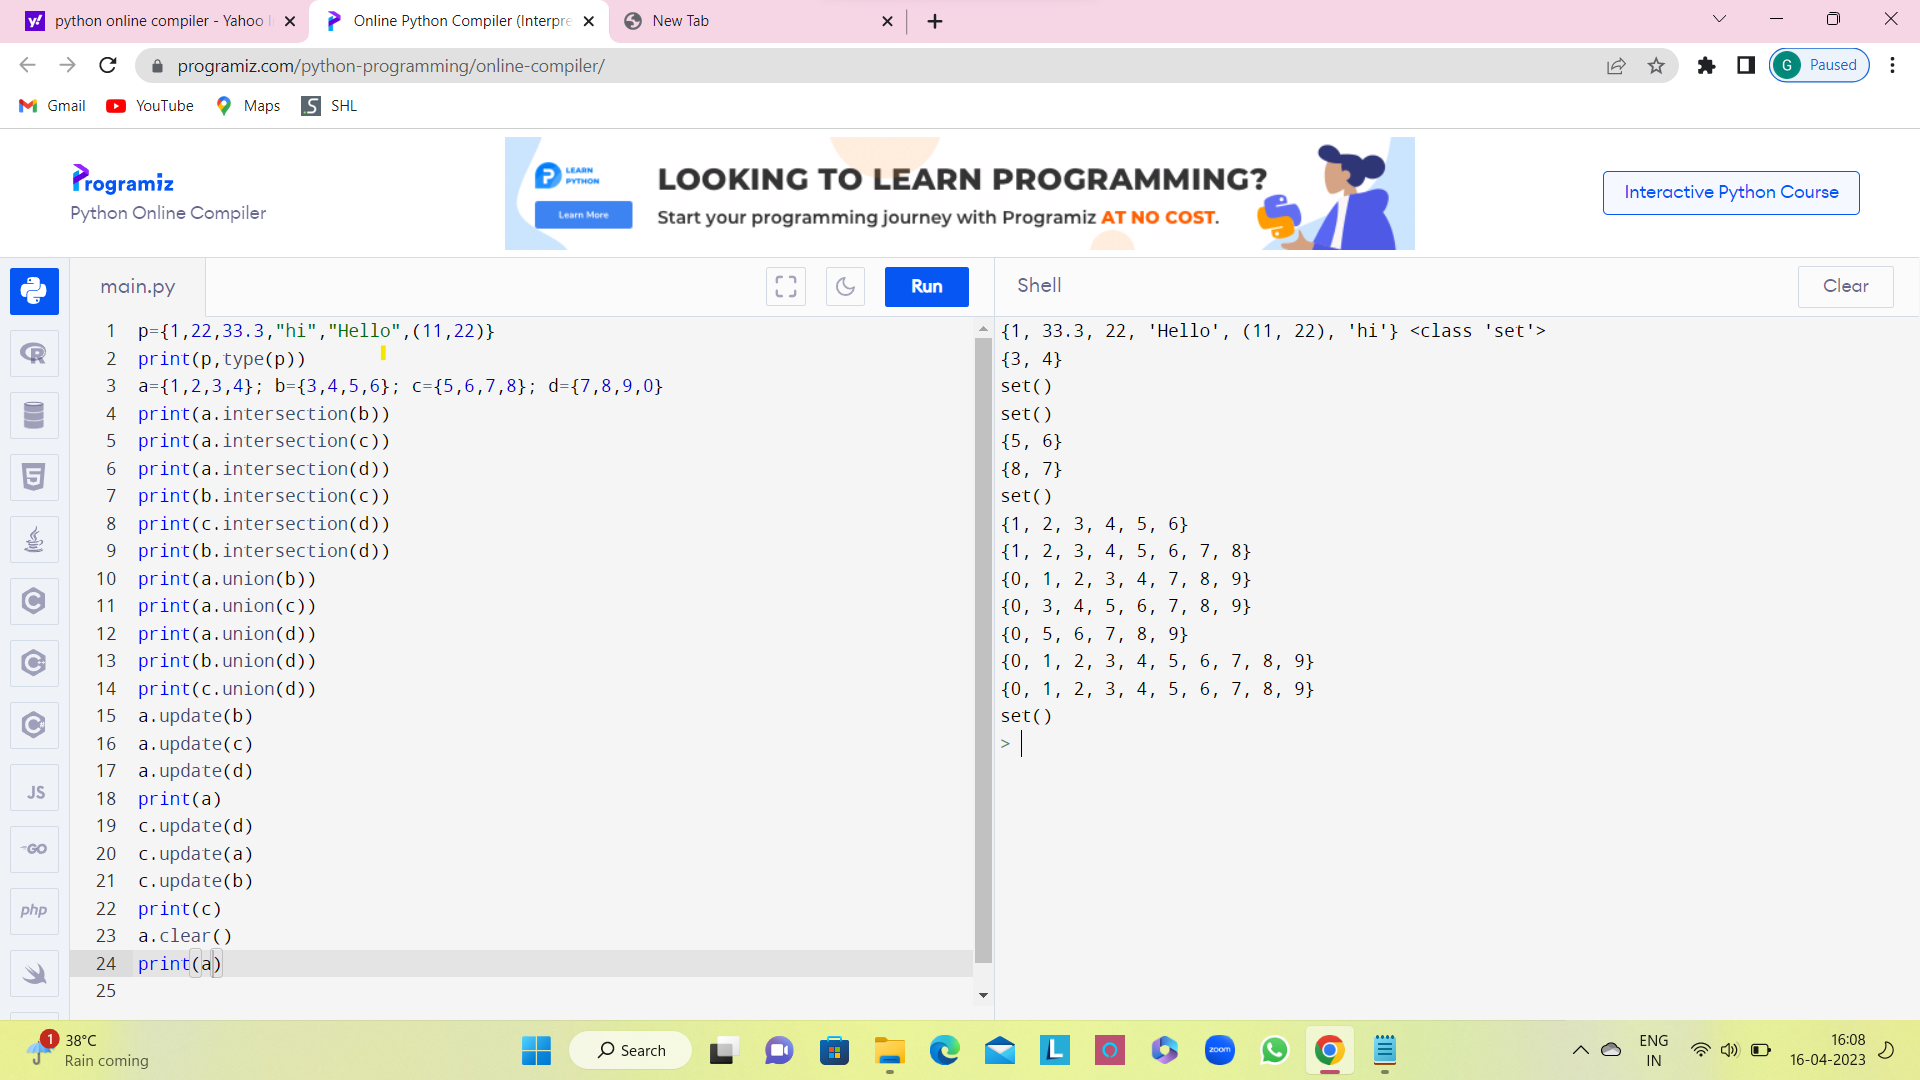 python online compiler - Yahoo
Online Python Compiler (Interpre
New Tab
programiz.com/python-programming/online-compiler/
G Paused
Gmail YouTube Maps SHL
Programiz
Python Online Compiler
LEARN PYTHON
Learn More
LOOKING TO LEARN PROGRAMMING?
Start your programming journey with Programiz AT NO COST.
Interactive Python Course
main.py
Run
Shell
Clear
1 p={1,22,33.3,"hi","Hello",(11,22)}
2 print(p,type(p))
3 a={1,2,3,4}; b={3,4,5,6}; c={5,6,7,8}; d={7,8,9,0}
4 print(a.intersection(b))
5 print(a.intersection(c))
6 print(a.intersection(d))
7 print(b.intersection(c))
8 print(c.intersection(d))
9 print(b.intersection(d))
10 print(a.union(b))
11 print(a.union(c))
12 print(a.union(d))
13 print(b.union(d))
14 print(c.union(d))
15 a.update(b)
16 a.update(c)
17 a.update(d)
18 print(a)
19 c.update(d)
20 c.update(a)
21 c.update(b)
22 print(c)
23 a.clear()
24 print(a)
25
{1, 33.3, 22, 'Hello', (11, 22), 'hi'} <class 'set'>
{3, 4}
set()
set()
{5, 6}
{8, 7}
set()
{1, 2, 3, 4, 5, 6}
{1, 2, 3, 4, 5, 6, 7, 8}
{0, 1, 2, 3, 4, 7, 8, 9}
{0, 3, 4, 5, 6, 7, 8, 9}
{0, 5, 6, 7, 8, 9}
{0, 1, 2, 3, 4, 5, 6, 7, 8, 9}
{0, 1, 2, 3, 4, 5, 6, 7, 8, 9}
set()
>
R
5
C
C
C
JS
GO
php
1
38°C
Rain coming
Search
L
zoom
ENG
IN
16:08
16-04-2023